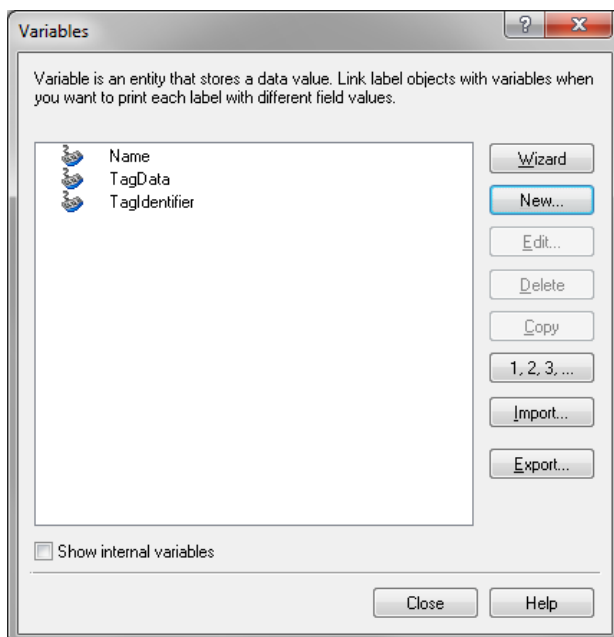 Variables
Variable is an entity that stores a data value. Link label objects with variables when
you want to print each label with different field values.
Name
TagData
TagIdentifier
Wizard
New...
Edit...
Delete
Copy
1, 2, 3, ...
Import...
Export...
Show internal variables
Close
Help